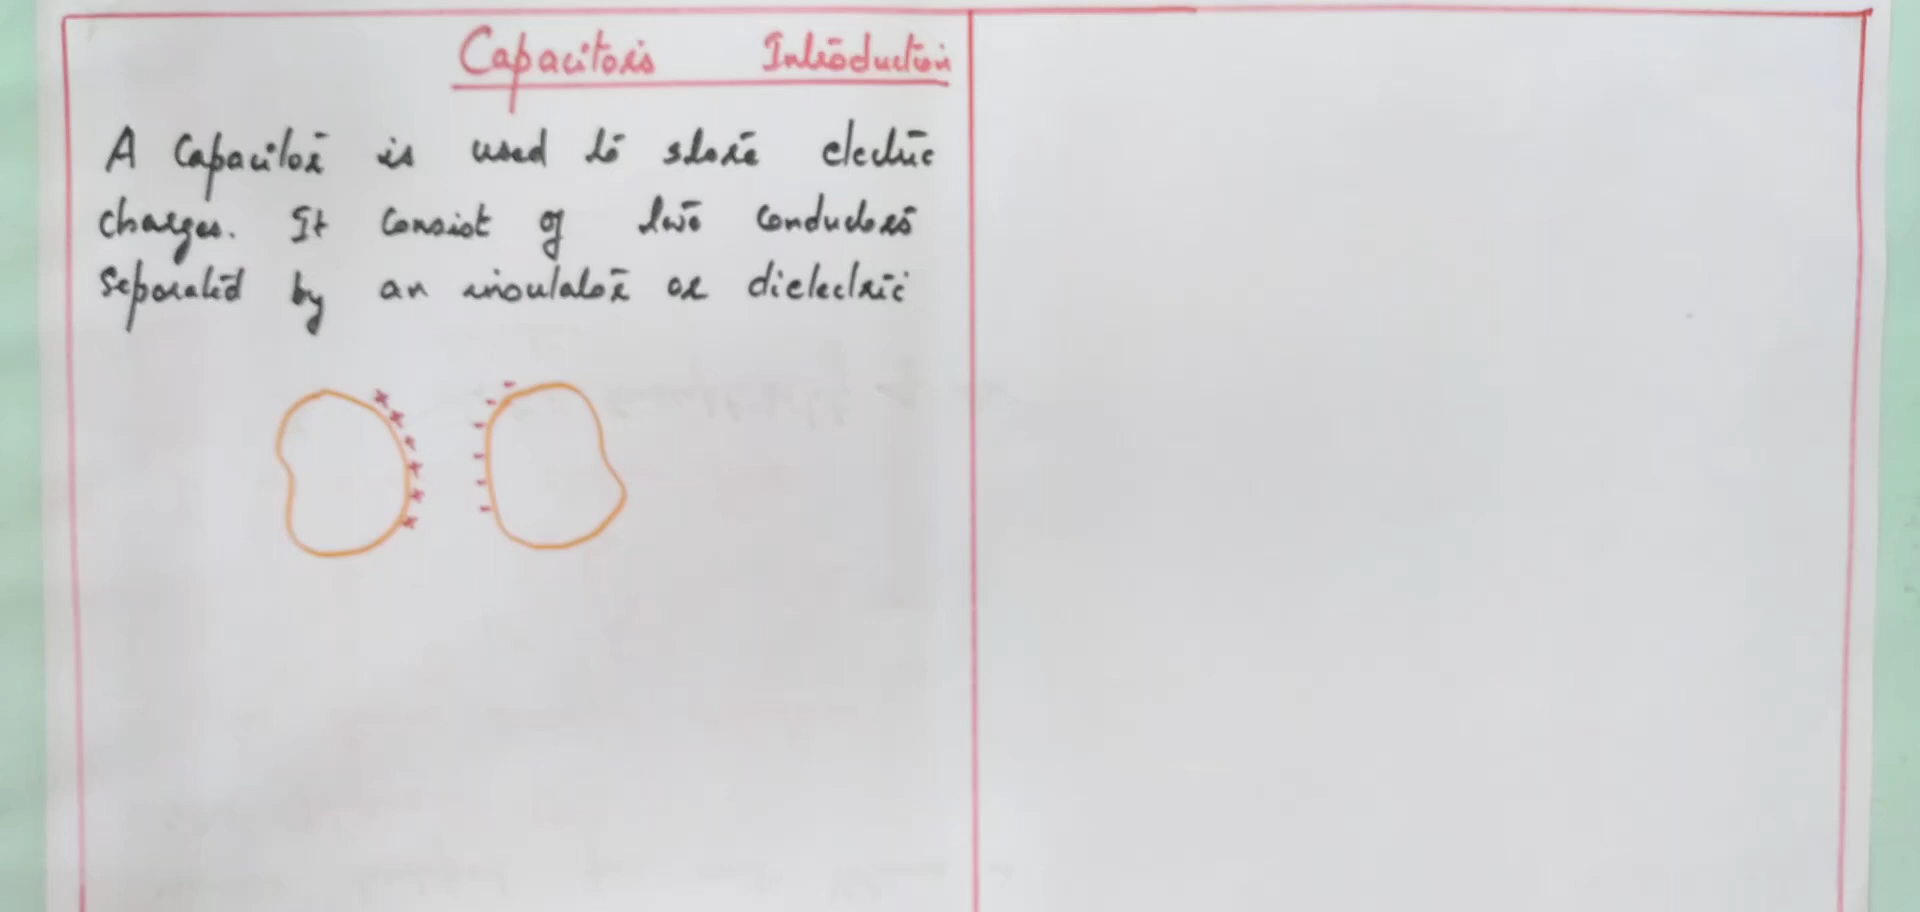 Capacitors Introduction
A Capacitor is used to store electric
charges. It consist of two conductors
separated by an insulator or dielectric